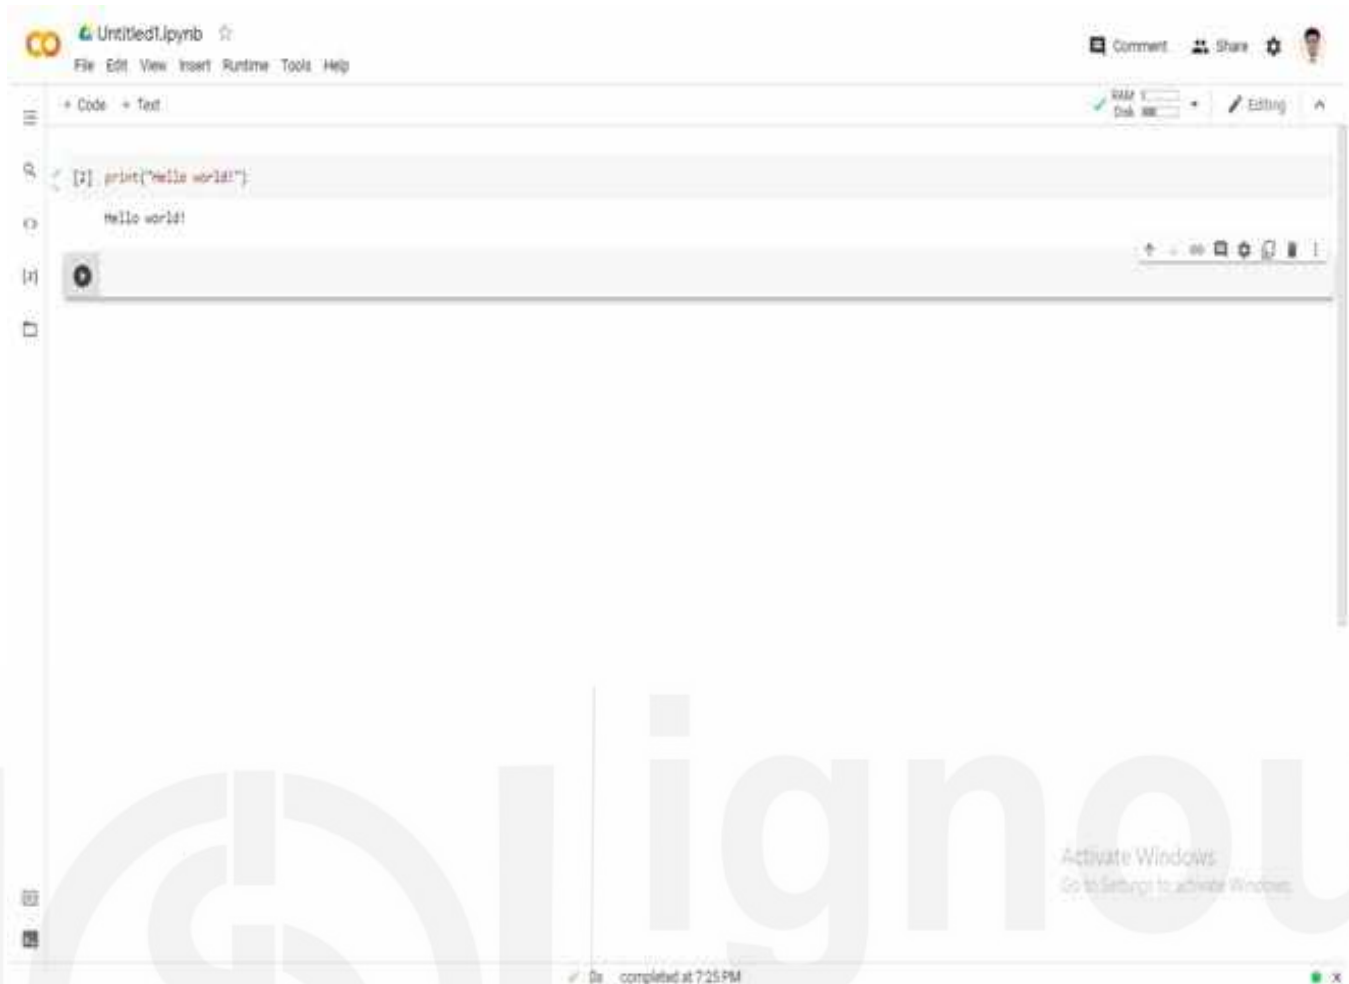 CO Untitled1.ipynb
File Edit View Insert Runtime Tools Help
Comment Share
+ Code + Text
RAM
Disk
Editing
print("Hello world!")
Hello world!
ignou
Activate Windows
Go to Settings to activate Windows.
0s completed at 7:25 PM